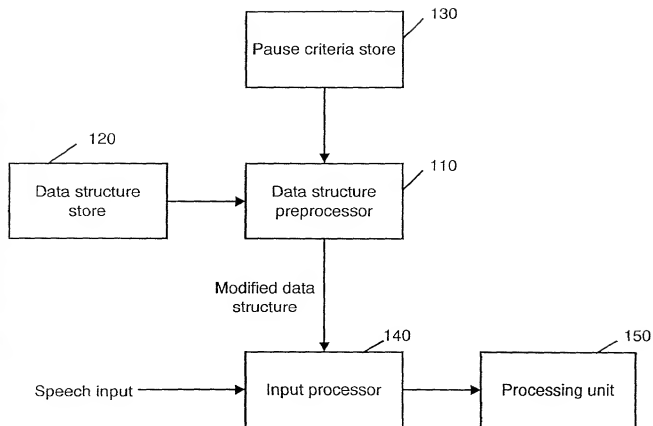 130
Pause criteria store
120
110
Data structure
store
Data structure
preprocessor
Modified data
structure
140
150
Speech input
Input processor
Processing unit